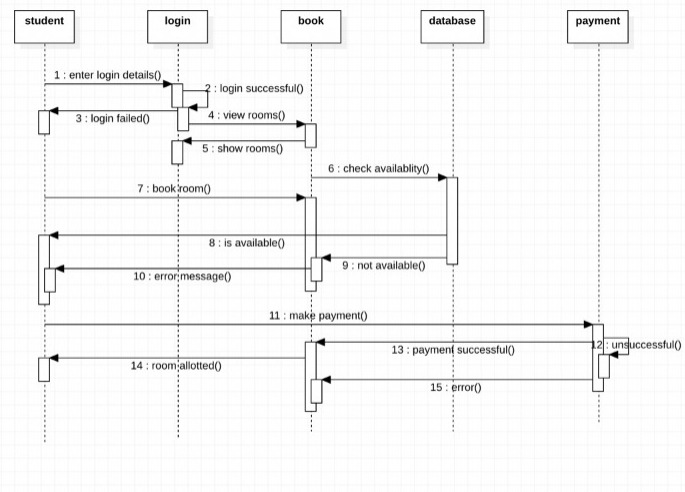 student
login
book
database
payment
1 : enter login details()
2 : login successful()
3 : login failed()
4 : view rooms()
5 : show rooms()
6 : check availablity()
7 : book room()
8 : is available()
9 : not available()
10 : error message()
11 : make payment()
12 : unsuccessful()
13 : payment successful()
14 : room allotted()
15 : error()